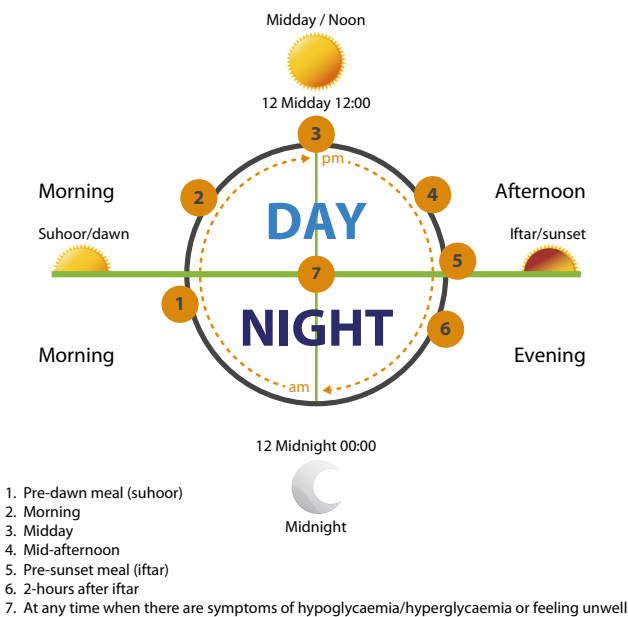 Midday / Noon
12 Midday 12:00
3
pm
2
4
Morning
Afternoon
DAY
Suhoor/dawn
Iftar/sunset
5
7
1
NIGHT
6
Morning
Evening
am
12 Midnight 00:00
Midnight
1. Pre-dawn meal (suhoor)
2. Morning
3. Midday
4. Mid-afternoon
5. Pre-sunset meal (iftar)
6. 2-hours after iftar
7. At any time when there are symptoms of hypoglycaemia/hyperglycaemia or feeling unwell